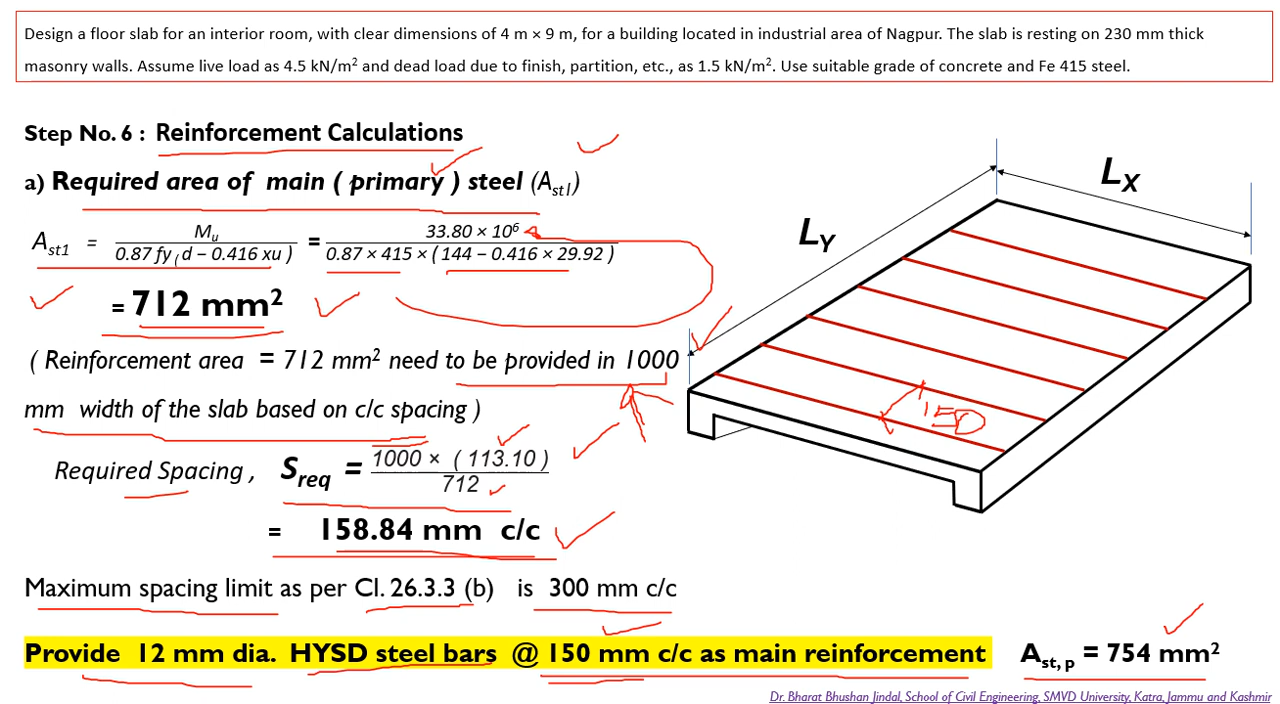 Design a floor slab for an interior room, with clear dimensions of 4 m × 9 m, for a building located in industrial area of Nagpur. The slab is resting on 230 mm thick
masonry walls. Assume live load as 4.5 kN/m² and dead load due to finish, partition, etc., as 1.5 kN/m². Use suitable grade of concrete and Fe 415 steel.
Step No. 6 : Reinforcement Calculations
a) Required area of main ( primary ) steel (A_st1)
A_st1 = M_u / 0.87 fy ( d − 0.416 xu ) = 33.80 × 10⁶ / 0.87 × 415 × ( 144 − 0.416 × 29.92 )
= 712 mm²
( Reinforcement area = 712 mm² need to be provided in 1000
mm width of the slab based on c/c spacing )
Required Spacing , S_req = 1000 × ( 113.10 ) / 712
= 158.84 mm c/c
Maximum spacing limit as per Cl. 26.3.3 (b) is 300 mm c/c
Provide 12 mm dia. HYSD steel bars @ 150 mm c/c as main reinforcement A_st, p = 754 mm²
L_X
L_Y
150
Dr. Bharat Bhushan Jindal, School of Civil Engineering, SMVD University, Katra, Jammu and Kashmir